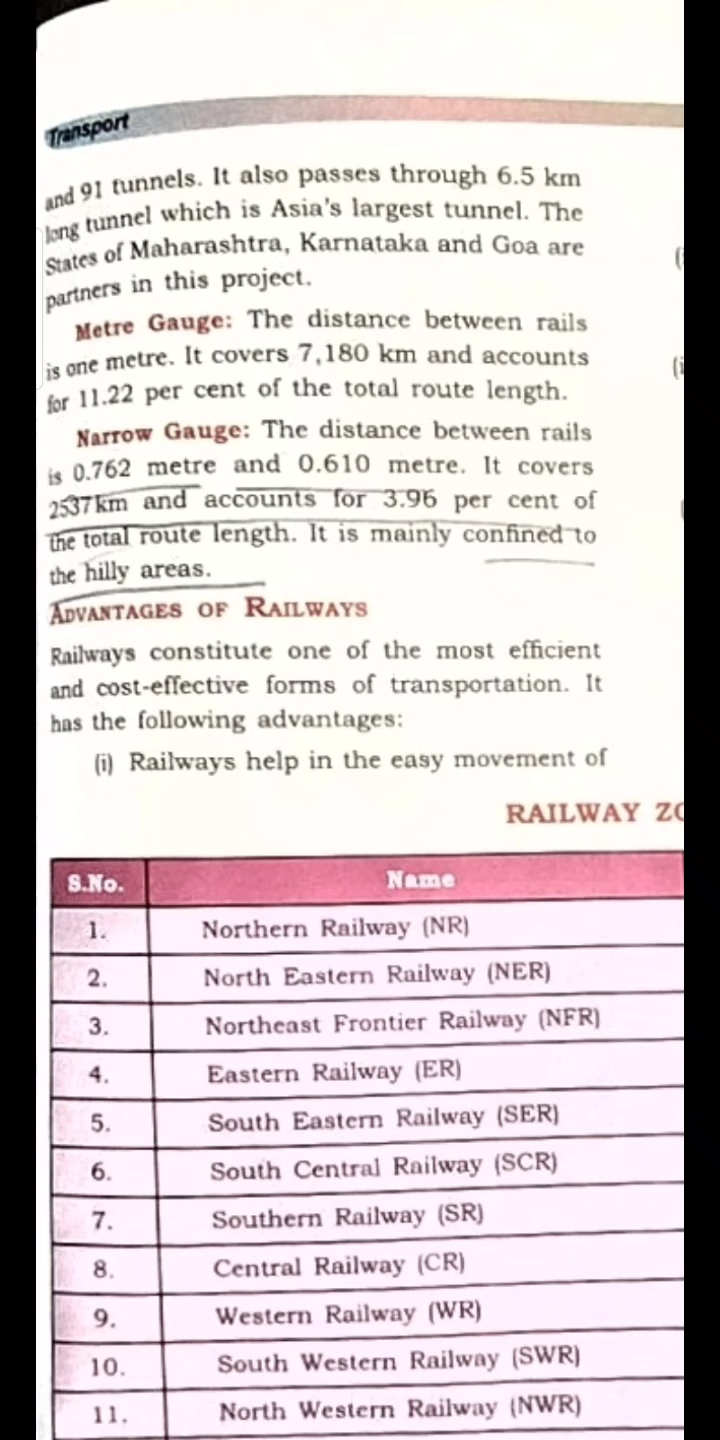 Transport
and 91 tunnels. It also passes through 6.5 km
long tunnel which is Asia's largest tunnel. The
States of Maharashtra, Karnataka and Goa are
partners in this project.
Metre Gauge: The distance between rails
is one metre. It covers 7,180 km and accounts
for 11.22 per cent of the total route length.
Narrow Gauge: The distance between rails
is 0.762 metre and 0.610 metre. It covers
2537 km and accounts for 3.96 per cent of
the total route length. It is mainly confined to
the hilly areas.
ADVANTAGES OF RAILWAYS
Railways constitute one of the most efficient
and cost-effective forms of transportation. It
has the following advantages:
(i) Railways help in the easy movement of
RAILWAY
S.No. Name
1. Northern Railway (NR)
2. North Eastern Railway (NER)
3. Northeast Frontier Railway (NFR)
4. Eastern Railway (ER)
5. South Eastern Railway (SER)
6. South Central Railway (SCR)
7. Southern Railway (SR)
8. Central Railway (CR)
9. Western Railway (WR)
10. South Western Railway (SWR)
11. North Western Railway (NWR)